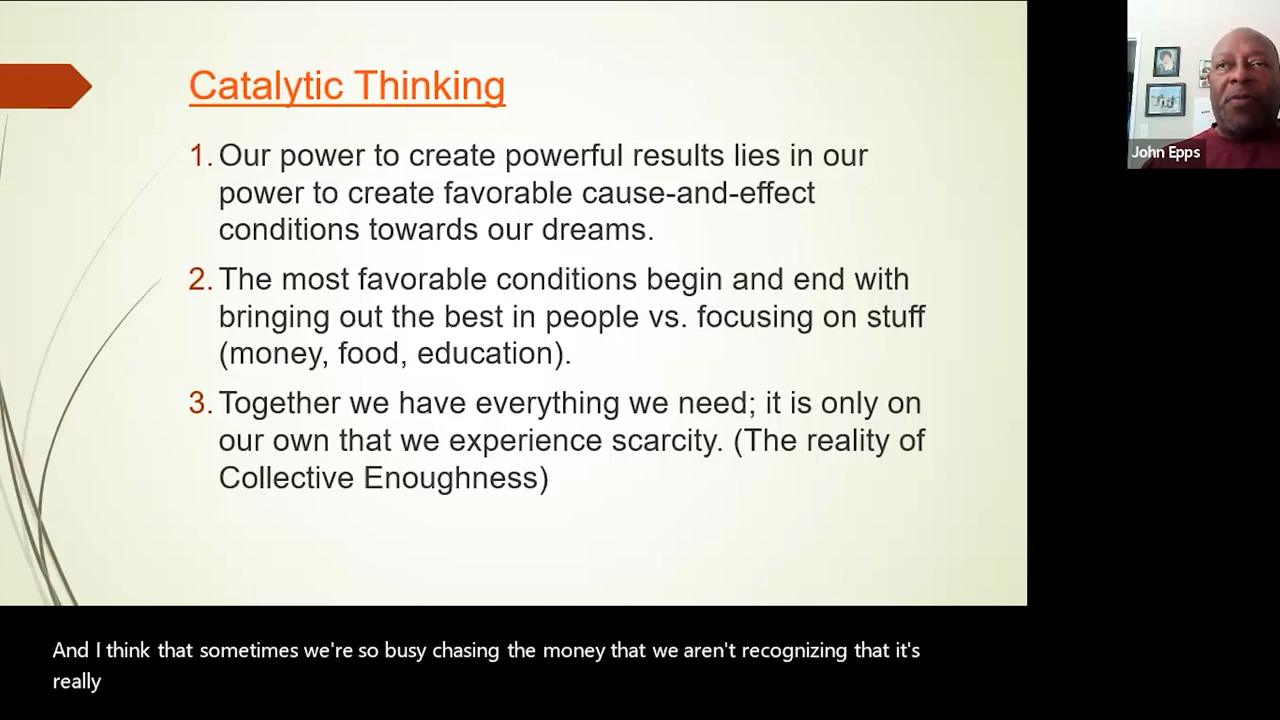 Catalytic Thinking
1. Our power to create powerful results lies in our
power to create favorable cause-and-effect
conditions towards our dreams.
2. The most favorable conditions begin and end with
bringing out the best in people vs. focusing on stuff
(money, food, education).
3. Together we have everything we need; it is only on
our own that we experience scarcity. (The reality of
Collective Enoughness)
John Epps
And I think that sometimes we're so busy chasing the money that we aren't recognizing that it's
really